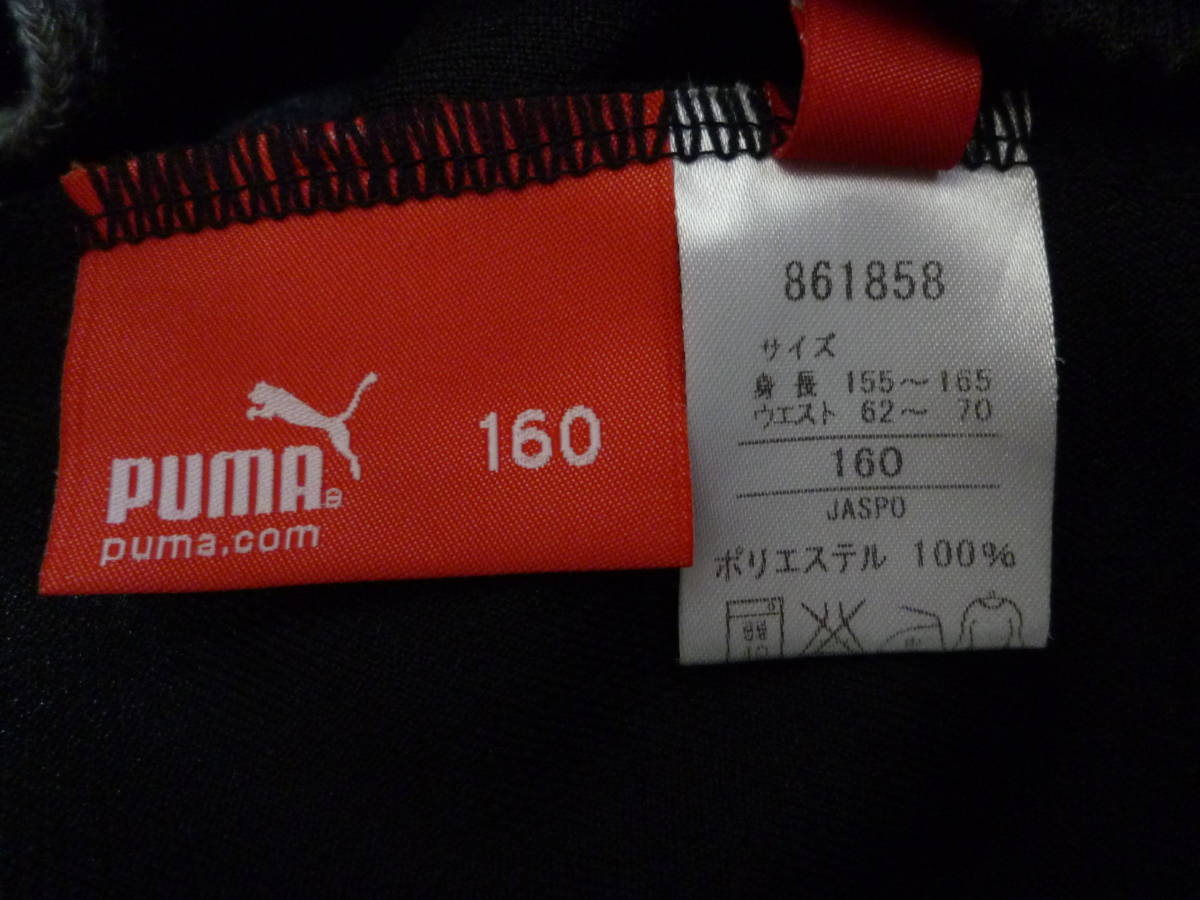 PUMA®
puma.com
160
861858
サイズ
身長 155～165
ウエスト 62～ 70
160
JASPO
ポリエステル 100%
40